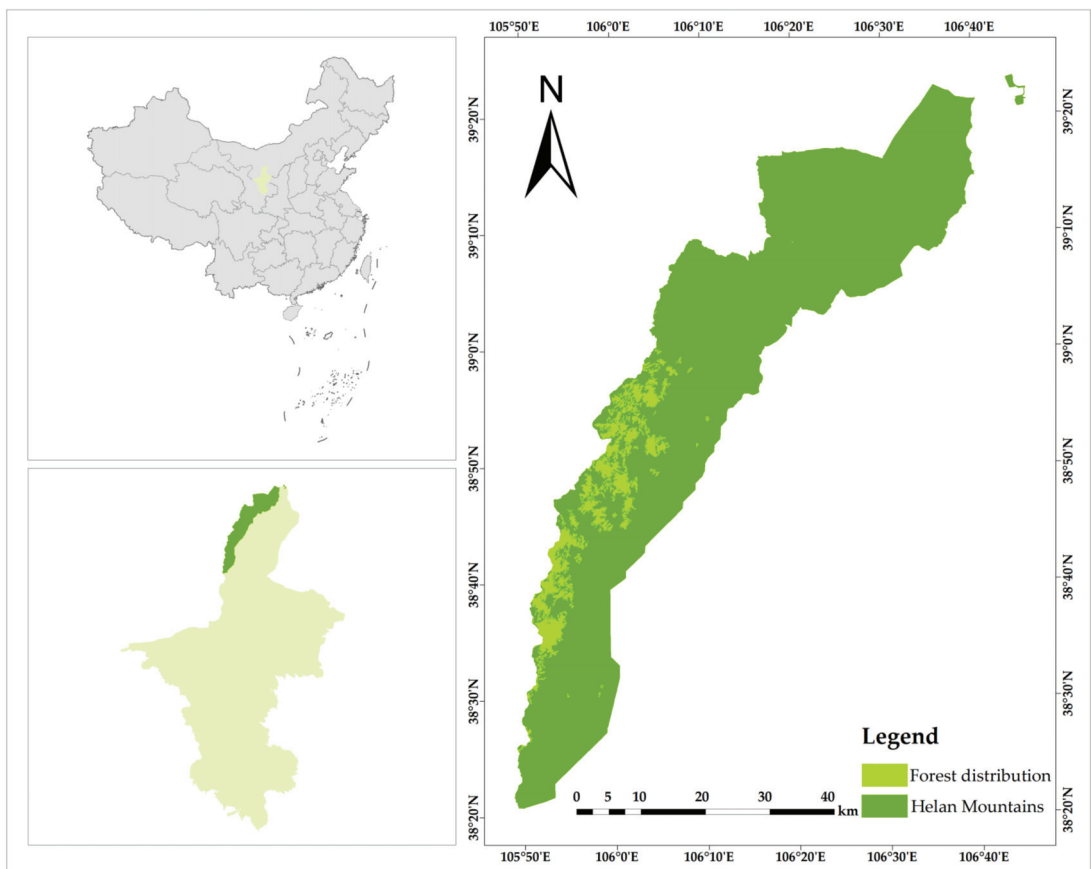 105°50'E 106°0'E 106°10'E 106°20'E 106°30'E 106°40'E
N
39°20'N
39°10'N
39°0'N
38°50'N
38°40'N
38°30'N
38°20'N
39°20'N
39°10'N
39°0'N
38°50'N
38°40'N
38°30'N
38°20'N
Legend
Forest distribution
Helan Mountains
0 5 10 20 30 40
km
105°50'E 106°0'E 106°10'E 106°20'E 106°30'E 106°40'E